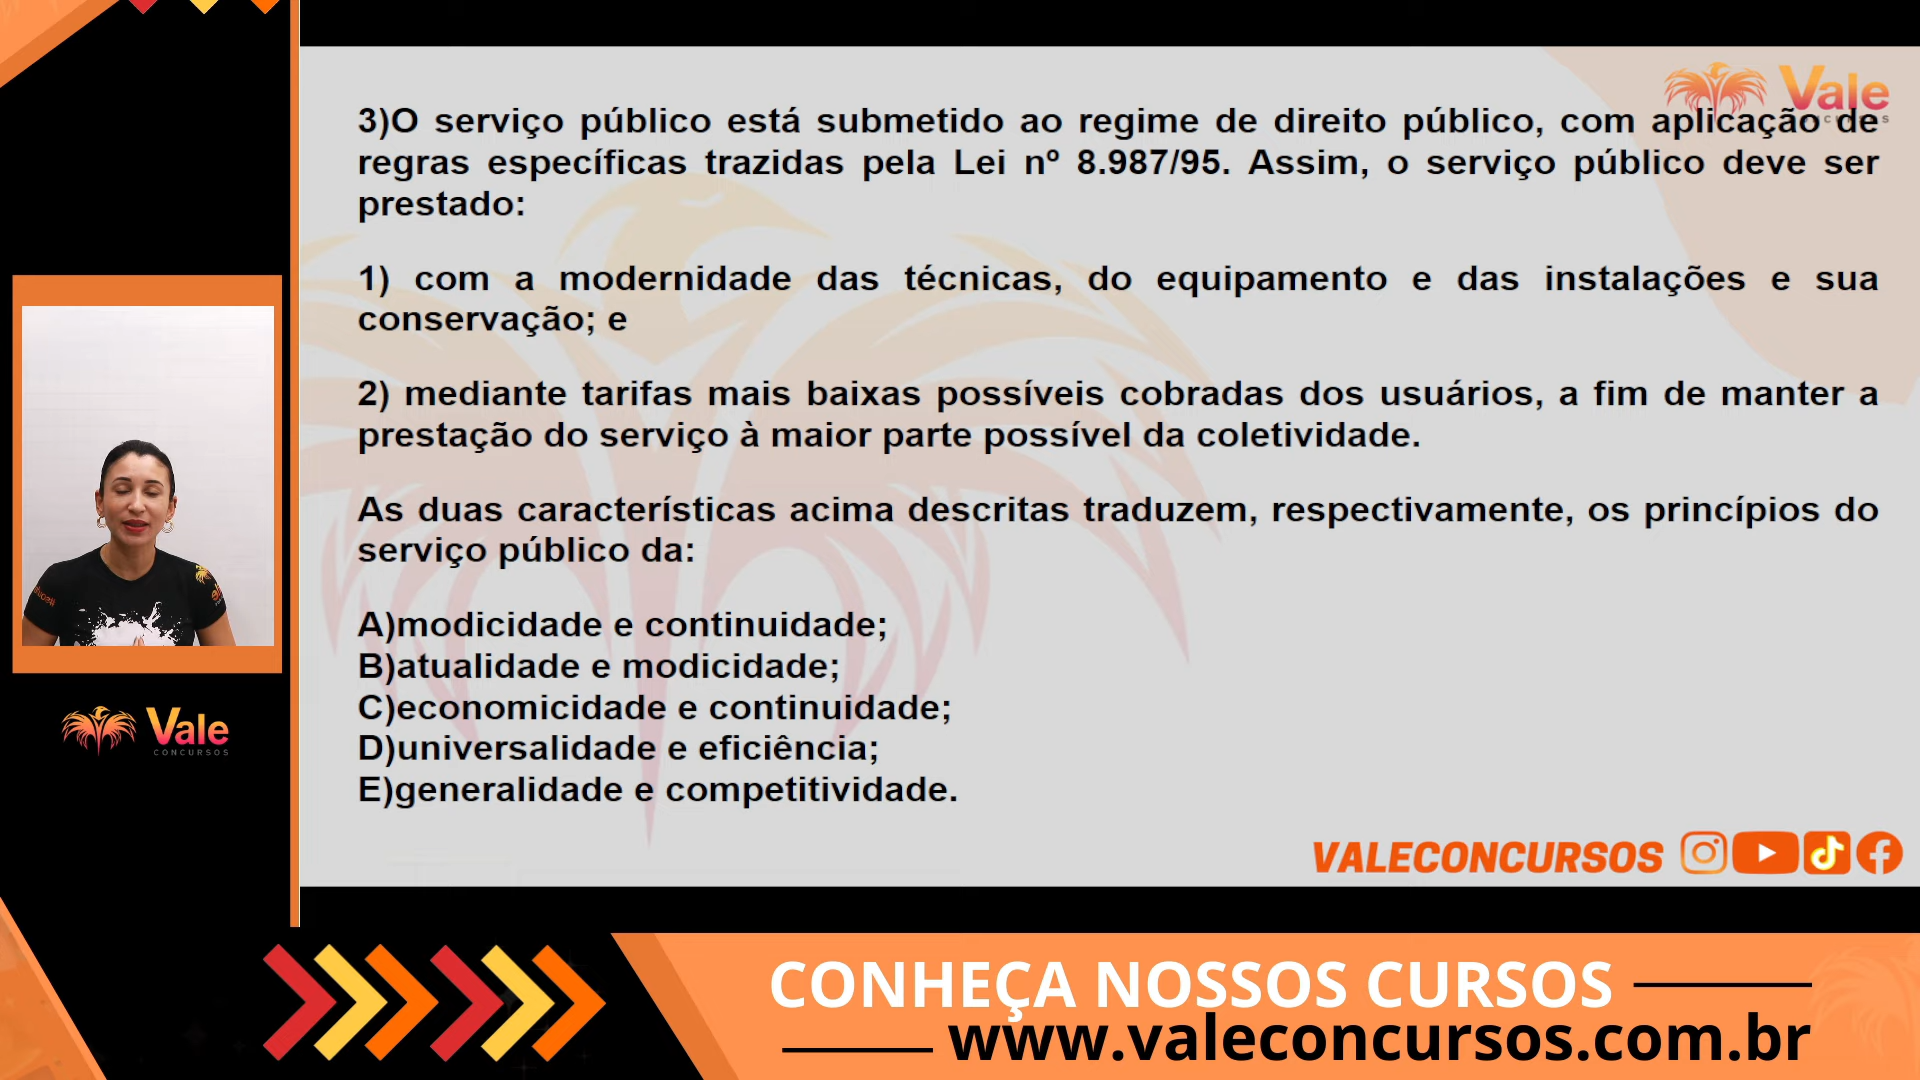 Vale
CONCURSOS
3)O serviço público está submetido ao regime de direito público, com aplicação de
regras específicas trazidas pela Lei nº 8.987/95. Assim, o serviço público deve ser
prestado:
1) com a modernidade das técnicas, do equipamento e das instalações e sua
conservação; e
2) mediante tarifas mais baixas possíveis cobradas dos usuários, a fim de manter a
prestação do serviço à maior parte possível da coletividade.
As duas características acima descritas traduzem, respectivamente, os princípios do
serviço público da:
A)modicidade e continuidade;
B)atualidade e modicidade;
C)economicidade e continuidade;
D)universalidade e eficiência;
E)generalidade e competitividade.
Vale
CONCURSOS
VALECONCURSOS
CONHEÇA NOSSOS CURSOS
www.valeconcursos.com.br